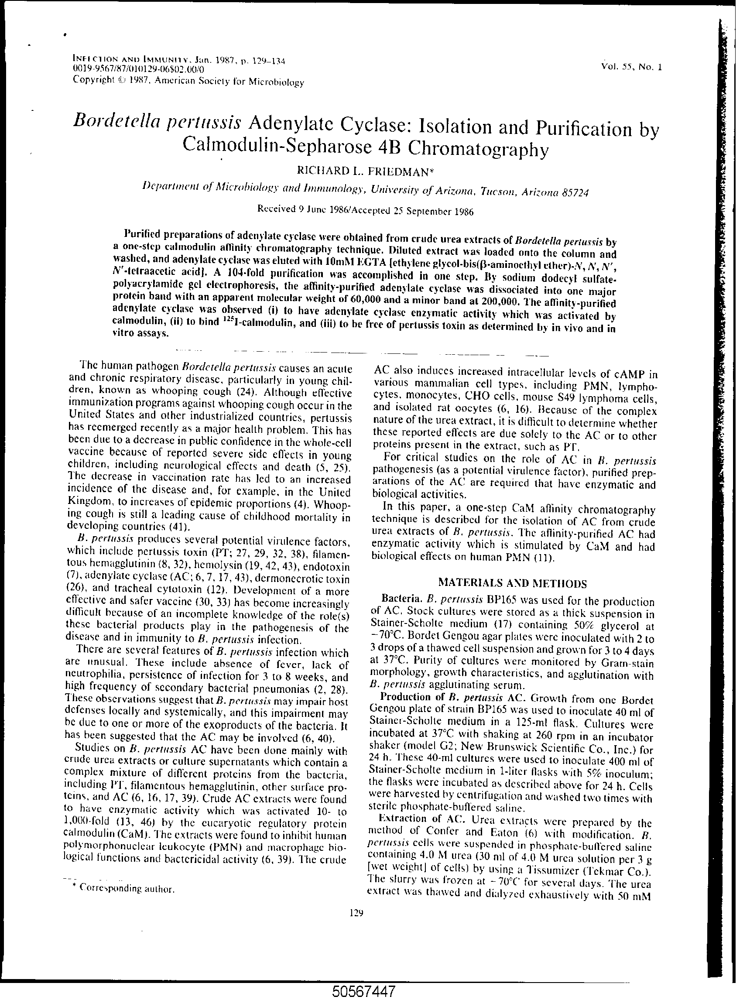 INFECTION AND IMMUNITY, Jan. 1987, p. 129–134
0019-9567/87/010129-06$02.00/0
Copyright © 1987, American Society for Microbiology
Vol. 55, No. 1
Bordetella pertussis Adenylate Cyclase: Isolation and Purification by
Calmodulin-Sepharose 4B Chromatography
RICHARD L. FRIEDMAN*
Department of Microbiology and Immunology, University of Arizona, Tucson, Arizona 85724
Received 9 June 1986/Accepted 25 September 1986
Purified preparations of adenylate cyclase were obtained from crude urea extracts of Bordetella pertussis by
a one-step calmodulin affinity chromatography technique. Diluted extract was loaded onto the column and
washed, and adenylate cyclase was eluted with 10mM EGTA [ethylene glycol-bis(β-aminoethyl ether)-N, N, N′,
N′-tetraacetic acid]. A 104-fold purification was accomplished in one step. By sodium dodecyl sulfate-
polyacrylamide gel electrophoresis, the affinity-purified adenylate cyclase was dissociated into one major
protein band with an apparent molecular weight of 60,000 and a minor band at 200,000. The affinity-purified
adenylate cyclase was observed (i) to have adenylate cyclase enzymatic activity which was activated by
calmodulin, (ii) to bind 125I-calmodulin, and (iii) to be free of pertussis toxin as determined by in vivo and in
vitro assays.
The human pathogen Bordetella pertussis causes an acute
and chronic respiratory disease, particularly in young chil-
dren, known as whooping cough (24). Although effective
immunization programs against whooping cough occur in the
United States and other industrialized countries, pertussis
has reemerged recently as a major health problem. This has
been due to a decrease in public confidence in the whole-cell
vaccine because of reported severe side effects in young
children, including neurological effects and death (5, 25).
The decrease in vaccination rate has led to an increased
incidence of the disease and, for example, in the United
Kingdom, to increases of epidemic proportions (4). Whoop-
ing cough is still a leading cause of childhood mortality in
developing countries (41).
B. pertussis produces several potential virulence factors,
which include pertussis toxin (PT; 27, 29, 32, 38), filamen-
tous hemagglutinin (8, 32), hemolysin (19, 42, 43), endotoxin
(7), adenylate cyclase (AC; 6, 7, 17, 43), dermonecrotic toxin
(26), and tracheal cytotoxin (12). Development of a more
effective and safer vaccine (30, 33) has become increasingly
difficult because of an incomplete knowledge of the role(s)
these bacterial products play in the pathogenesis of the
disease and in immunity to B. pertussis infection.
There are several features of B. pertussis infection which
are unusual. These include absence of fever, lack of
neutrophilia, persistence of infection for 3 to 8 weeks, and
high frequency of secondary bacterial pneumonias (2, 28).
These observations suggest that B. pertussis may impair host
defenses locally and systemically, and this impairment may
be due to one or more of the exoproducts of the bacteria. It
has been suggested that the AC may be involved (6, 40).
Studies on B. pertussis AC have been done mainly with
crude urea extracts or culture supernatants which contain a
complex mixture of different proteins from the bacteria,
including PT, filamentous hemagglutinin, other surface pro-
teins, and AC (6, 16, 17, 39). Crude AC extracts were found
to have enzymatic activity which was activated 10- to
1,000-fold (13, 46) by the eucaryotic regulatory protein
calmodulin (CaM). The extracts were found to inhibit human
polymorphonuclear leukocyte (PMN) and macrophage bio-
logical functions and bactericidal activity (6, 39). The crude
* Corresponding author.
AC also induces increased intracellular levels of cAMP in
various mammalian cell types, including PMN, lympho-
cytes, monocytes, CHO cells, mouse S49 lymphoma cells,
and isolated rat oocytes (6, 16). Because of the complex
nature of the urea extract, it is difficult to determine whether
these reported effects are due solely to the AC or to other
proteins present in the extract, such as PT.
For critical studies on the role of AC in B. pertussis
pathogenesis (as a potential virulence factor), purified prep-
arations of the AC are required that have enzymatic and
biological activities.
In this paper, a one-step CaM affinity chromatography
technique is described for the isolation of AC from crude
urea extracts of B. pertussis. The affinity-purified AC had
enzymatic activity which is stimulated by CaM and had
biological effects on human PMN (11).
MATERIALS AND METHODS
Bacteria. B. pertussis BP165 was used for the production
of AC. Stock cultures were stored as a thick suspension in
Stainer-Scholte medium (17) containing 50% glycerol at
−70°C. Bordet Gengou agar plates were inoculated with 2 to
3 drops of a thawed cell suspension and grown for 3 to 4 days
at 37°C. Purity of cultures were monitored by Gram-stain
morphology, growth characteristics, and agglutination with
B. pertussis agglutinating serum.
Production of B. pertussis AC. Growth from one Bordet
Gengou plate of strain BP165 was used to inoculate 40 ml of
Stainer-Scholte medium in a 125-ml flask. Cultures were
incubated at 37°C with shaking at 260 rpm in an incubator
shaker (model G2; New Brunswick Scientific Co., Inc.) for
24 h. These 40-ml cultures were used to inoculate 400 ml of
Stainer-Scholte medium in 1-liter flasks with 5% inoculum;
the flasks were incubated as described above for 24 h. Cells
were harvested by centrifugation and washed two times with
sterile phosphate-buffered saline.
Extraction of AC. Urea extracts were prepared by the
method of Confer and Eaton (6) with modification. B.
pertussis cells were suspended in phosphate-buffered saline
containing 4.0 M urea (30 ml of 4.0 M urea solution per 3 g
[wet weight] of cells) by using a Tissumizer (Tekmar Co.).
The slurry was frozen at −70°C for several days. The urea
extract was thawed and dialyzed exhaustively with 50 mM
129
50567447